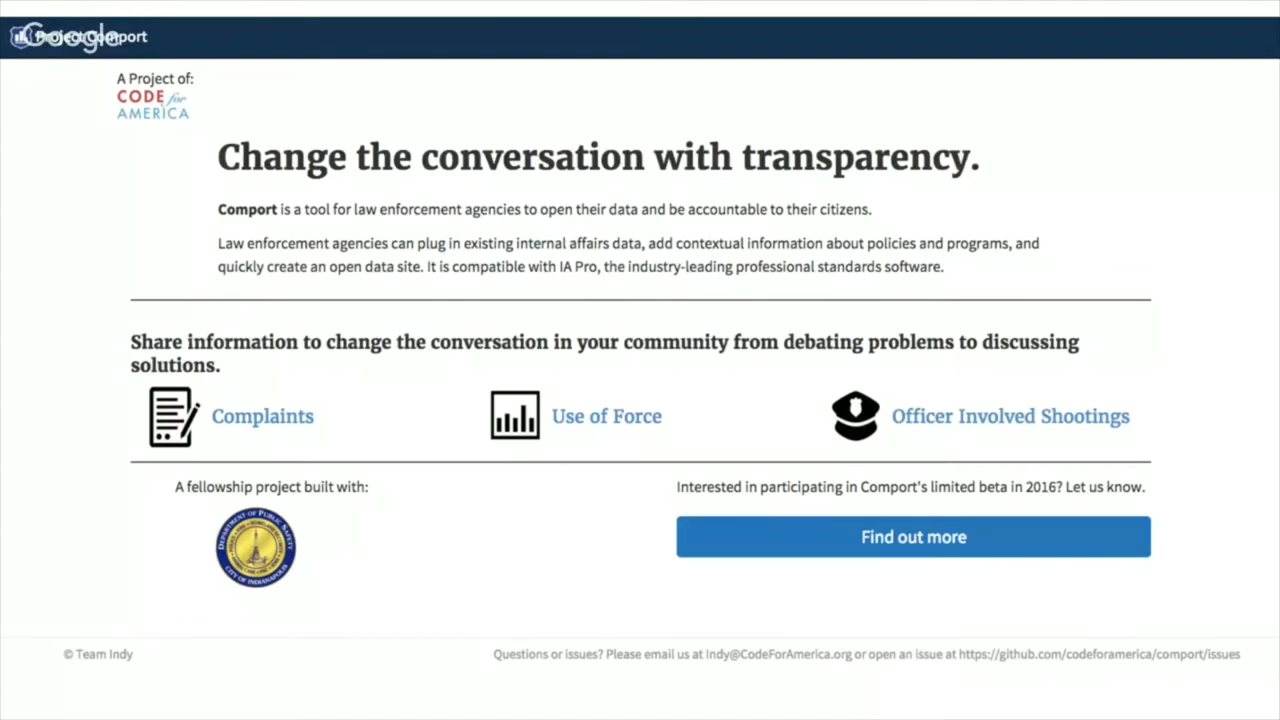 Google
Project Comport
A Project of:
CODE for
AMERICA
Change the conversation with transparency.
Comport is a tool for law enforcement agencies to open their data and be accountable to their citizens.
Law enforcement agencies can plug in existing internal affairs data, add contextual information about policies and programs, and
quickly create an open data site. It is compatible with IA Pro, the industry-leading professional standards software.
Share information to change the conversation in your community from debating problems to discussing
solutions.
Complaints
Use of Force
Officer Involved Shootings
A fellowship project built with:
Interested in participating in Comport's limited beta in 2016? Let us know.
DEPARTMENT OF PUBLIC SAFETY
CITY OF INDIANAPOLIS
Find out more
© Team Indy
Questions or issues? Please email us at Indy@CodeForAmerica.org or open an issue at https://github.com/codeforamerica/comport/issues